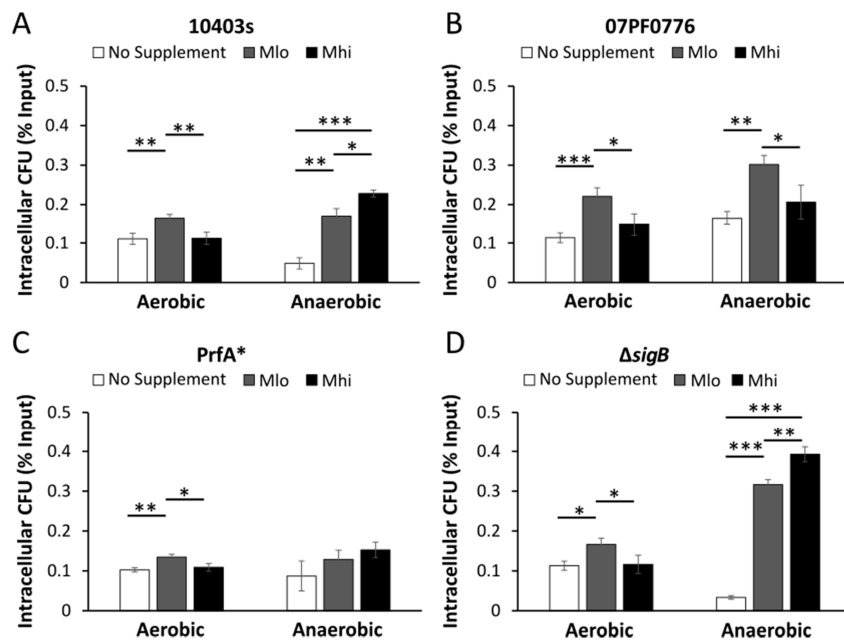 A
10403s
No Supplement Mlo Mhi
Intracellular CFU (% Input)
0.5
0.4
0.3
0.2
0.1
0
** **
***
** *
Aerobic Anaerobic
B
07PF0776
No Supplement Mlo Mhi
Intracellular CFU (% Input)
0.5
0.4
0.3
0.2
0.1
0
*** *
** *
Aerobic Anaerobic
C
PrfA*
No Supplement Mlo Mhi
Intracellular CFU (% Input)
0.5
0.4
0.3
0.2
0.1
0
** *
Aerobic Anaerobic
D
ΔsigB
No Supplement Mlo Mhi
Intracellular CFU (% Input)
0.5
0.4
0.3
0.2
0.1
0
* *
***
*** **
Aerobic Anaerobic